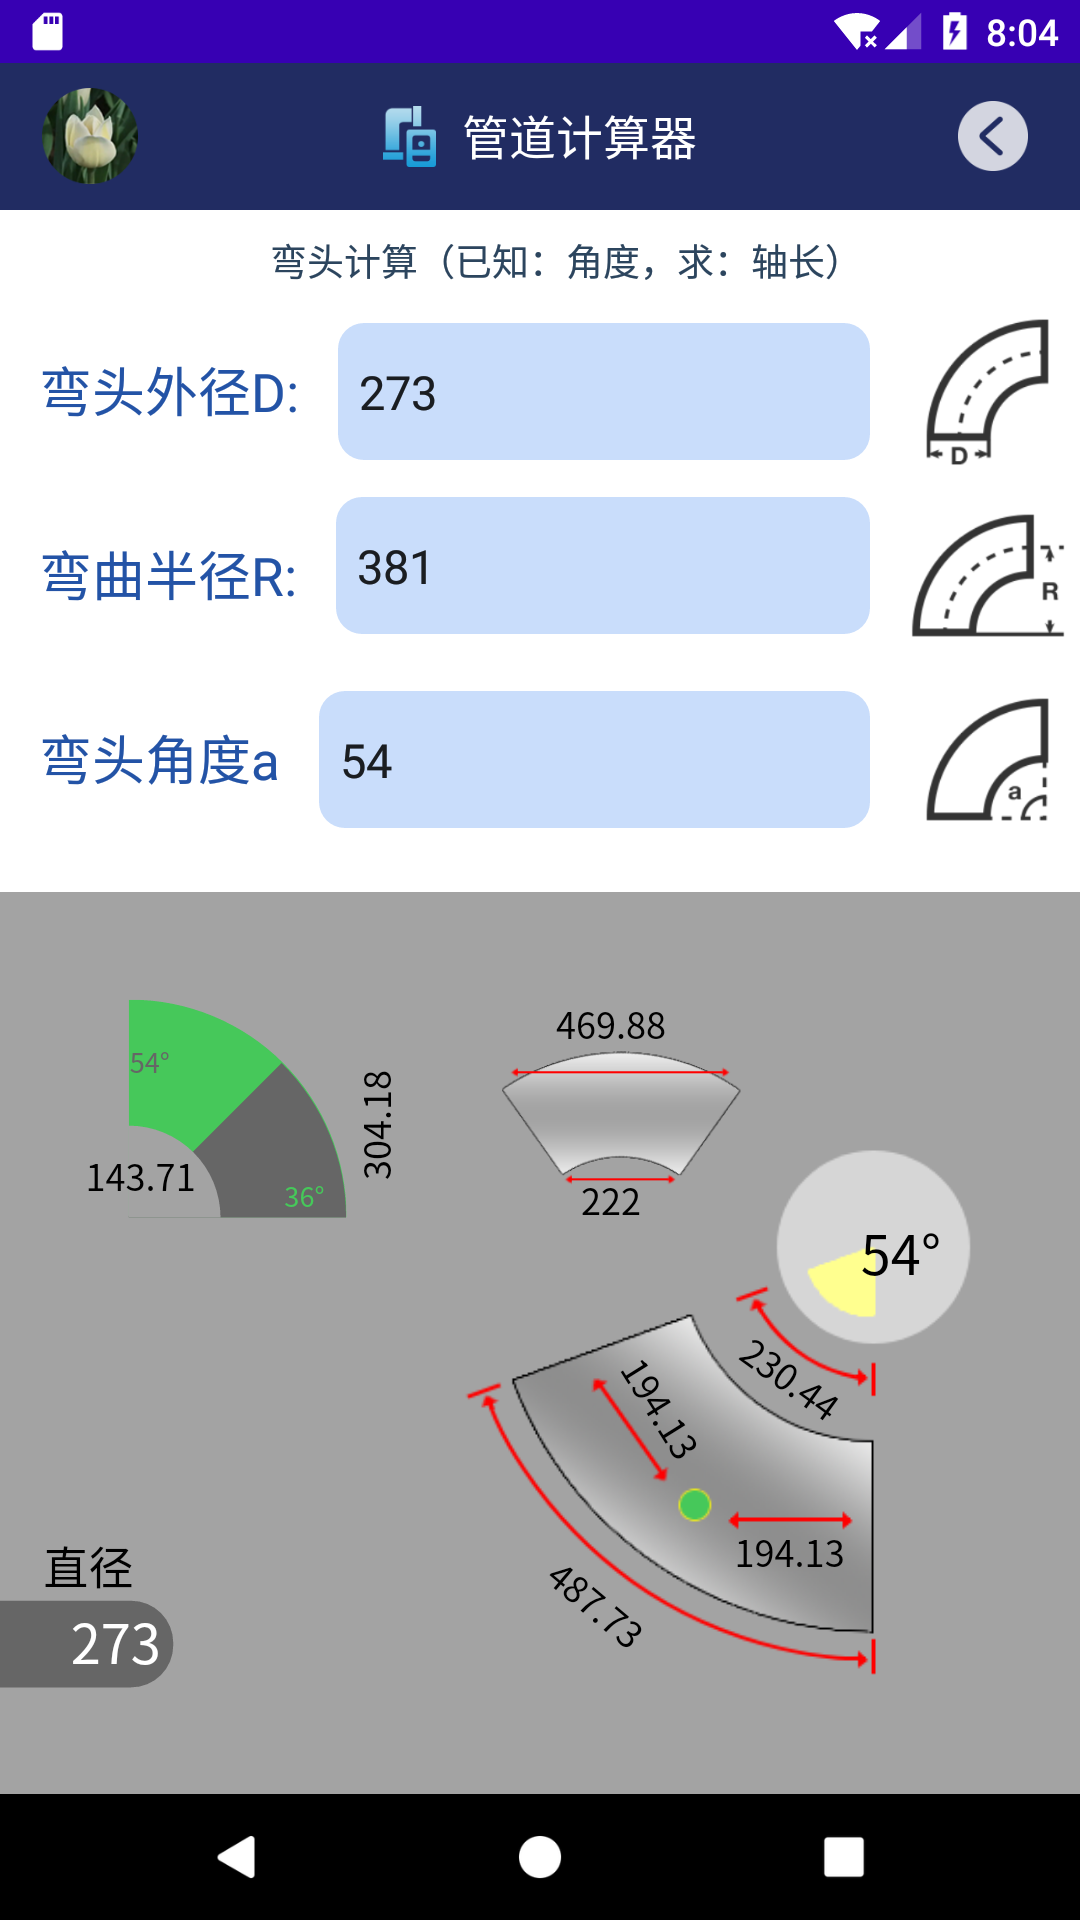 8:04
管道计算器
弯头计算（已知：角度，求：轴长）
弯头外径D:
273
D
弯曲半径R:
381
R
弯头角度a
54
a
469.88
54°
304.18
143.71
36°
222
54°
230.44
194.13
194.13
487.73
直径
273